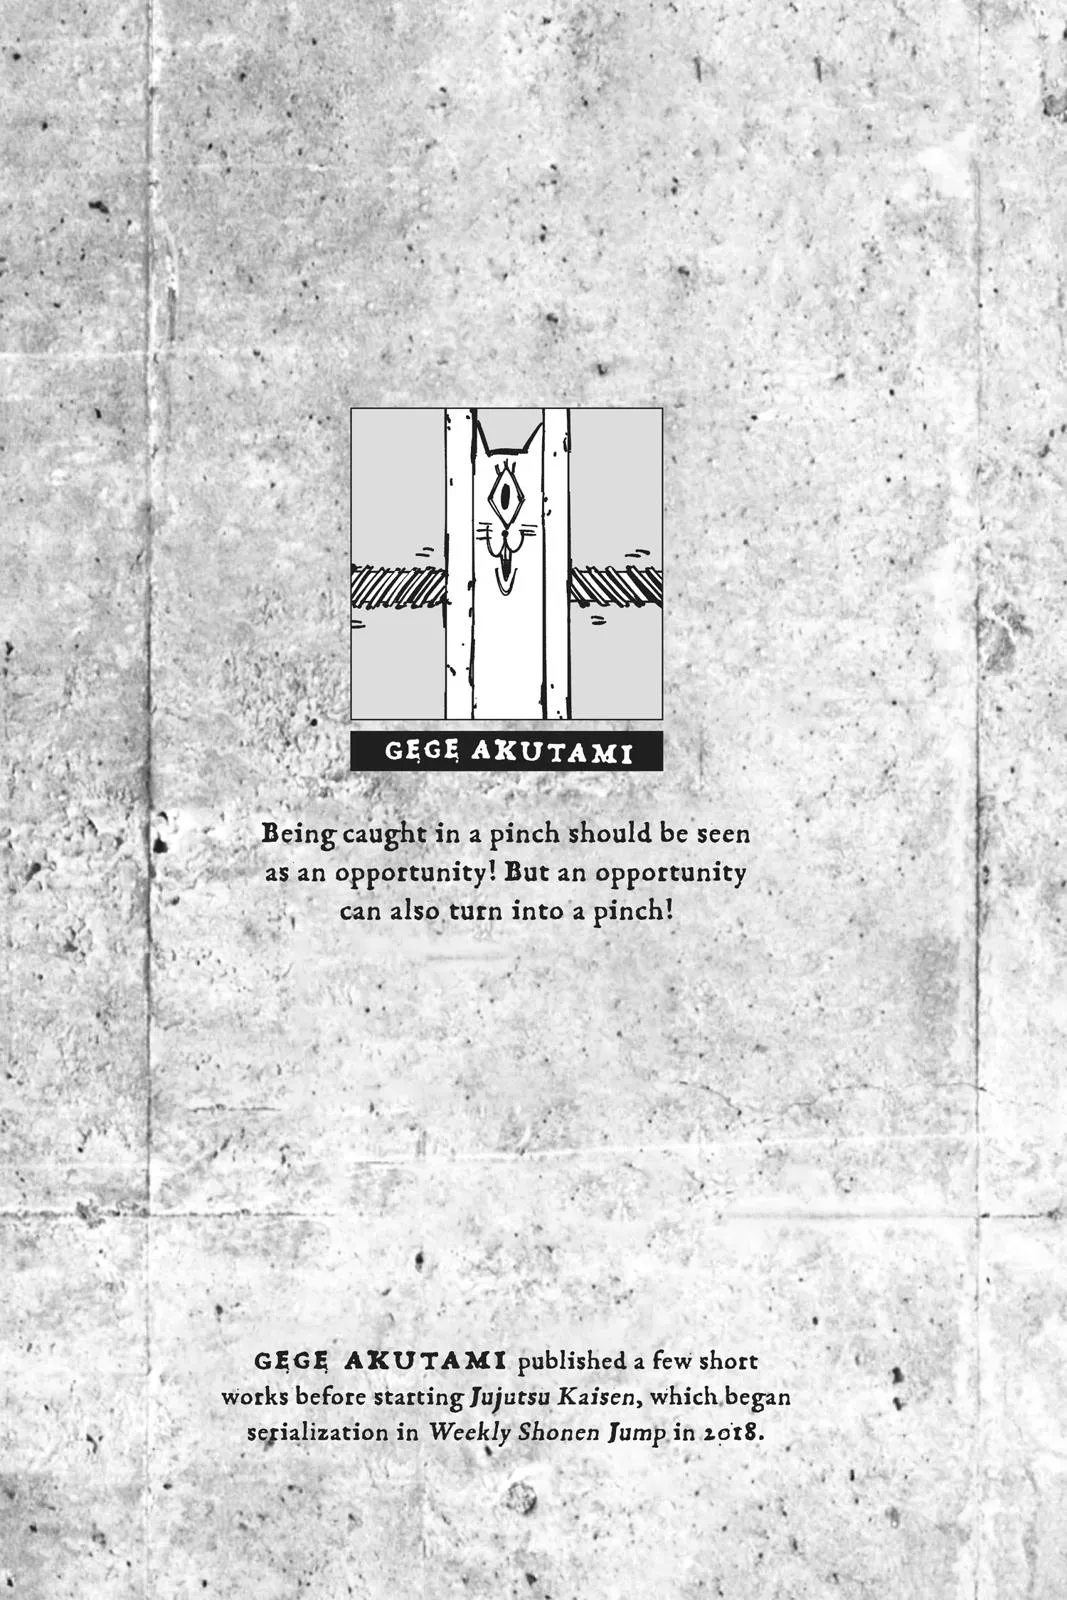 GEGE AKUTAMI
Being caught in a pinch should be seen
as an opportunity! But an opportunity
can also turn into a pinch!
GEGE AKUTAMI published a few short
works before starting Jujutsu Kaisen, which began
serialization in Weekly Shonen Jump in 2018.